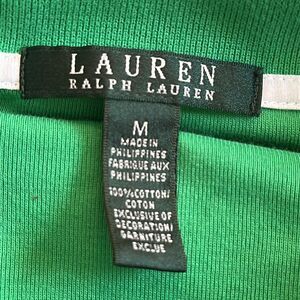 LAUREN
RALPH LAUREN
M
MADE IN
PHILIPPINES
FABRIQUE AUX
PHILIPPINES
100%COTTON/
COTON
EXCLUSIVE OF
DECORATION/
GARNITURE
EXCLUE